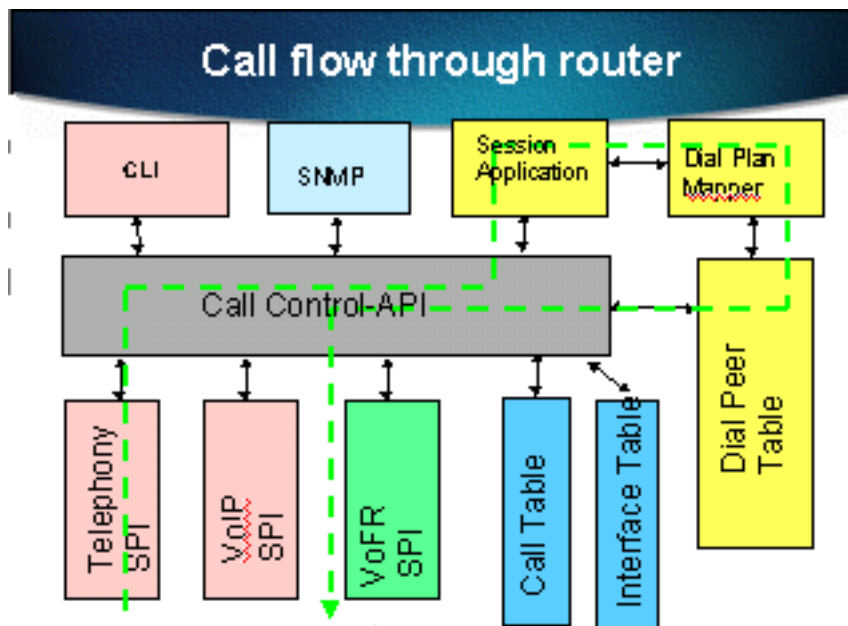 Call flow through router
CLI
SNMP
Session
Application
Dial Plan
Mapper
Call Control-API
Telephony
SPI
VoIP
SPI
VoFR
SPI
Call Table
Interface Table
Dial Peer
Table